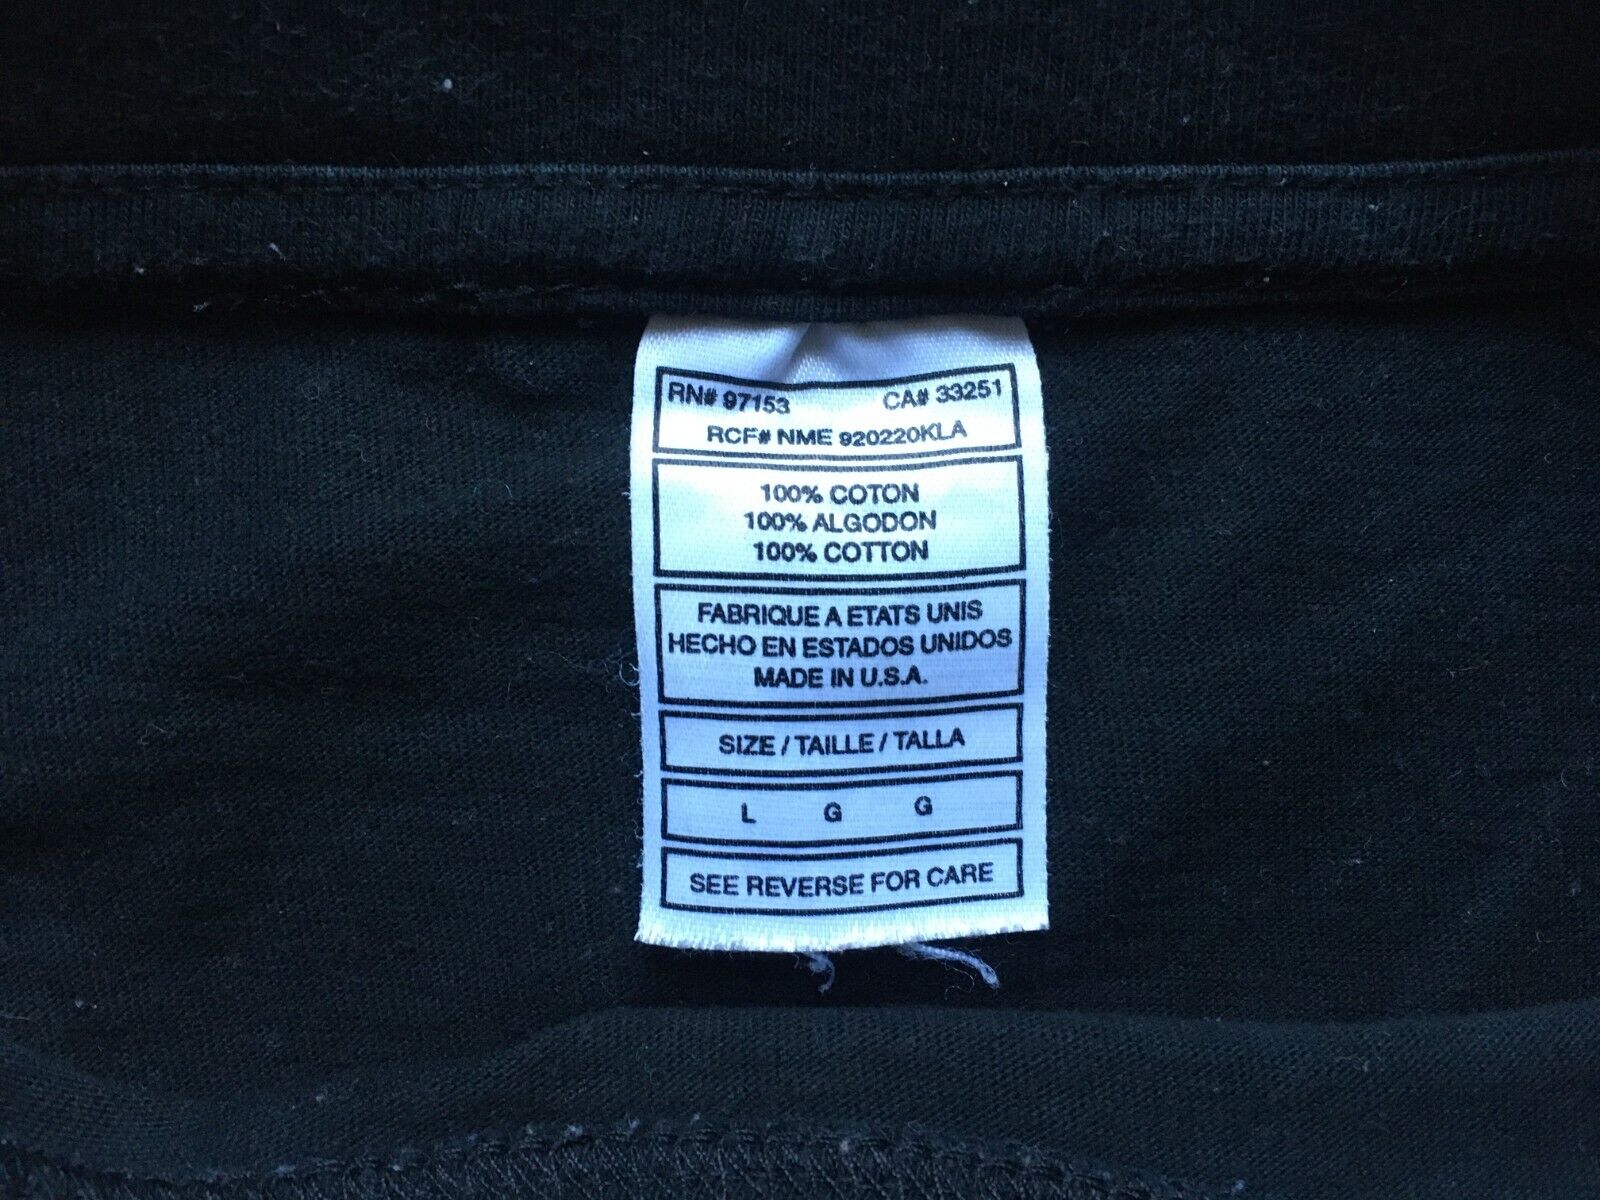 RN# 97153 CA# 33251
RCF# NME 920220KLA
100% COTON
100% ALGODON
100% COTTON
FABRIQUE A ETATS UNIS
HECHO EN ESTADOS UNIDOS
MADE IN U.S.A.
SIZE / TAILLE / TALLA
L G G
SEE REVERSE FOR CARE